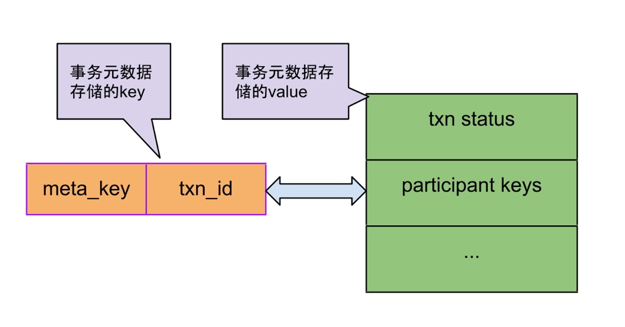 事务元数据
存储的key
事务元数据存
储的value
txn status
meta_key
txn_id
participant keys
...